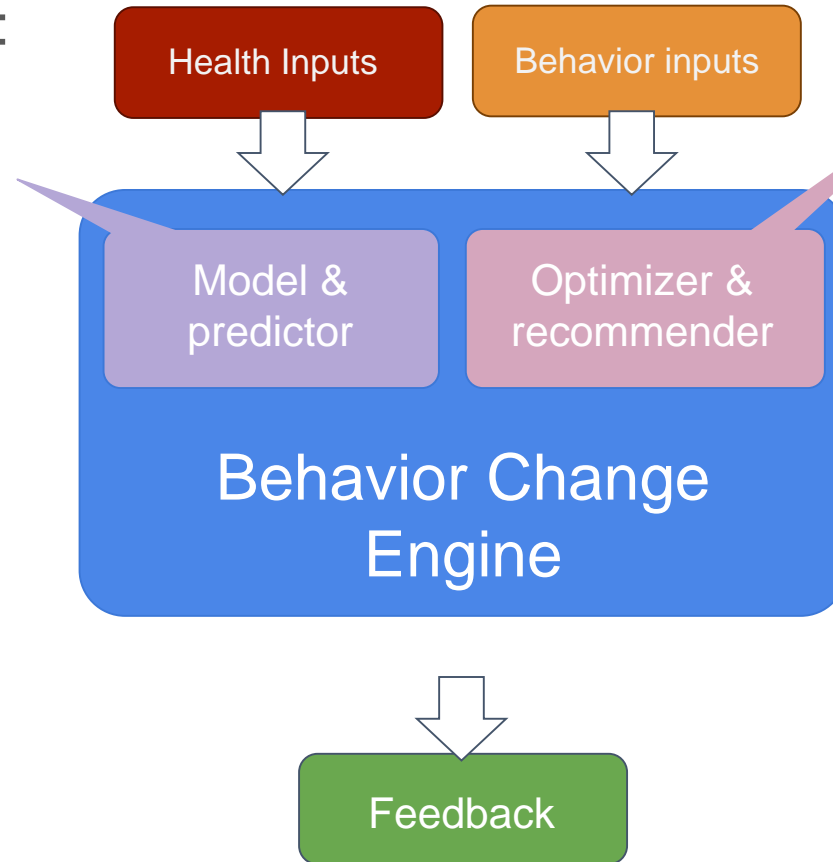 :
Health Inputs
Behavior inputs
Model &
predictor
Optimizer &
recommender
Behavior Change
Engine
Feedback